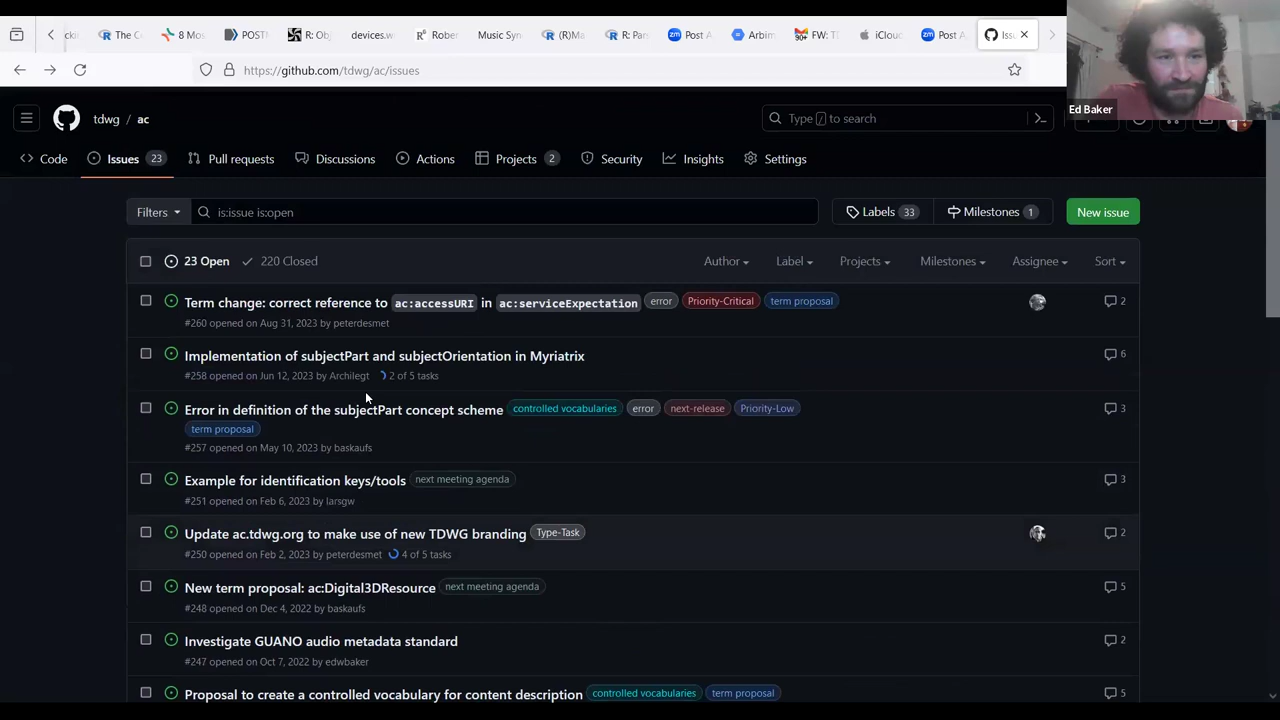 cki
The C
8 Mos
POSTI
R: Obj
devices.w
Rober
Music Syn
(R)Ma
R: Pars
Post A
Arbim
FW: TD
iCloud
Post A
Iss
https://github.com/tdwg/ac/issues
Ed Baker
tdwg / ac
Type / to search
Code
Issues 23
Pull requests
Discussions
Actions
Projects 2
Security
Insights
Settings
Filters
is:issue is:open
Labels 33
Milestones 1
New issue
23 Open
220 Closed
Author
Label
Projects
Milestones
Assignee
Sort
Term change: correct reference to ac:accessURI in ac:serviceExpectation error Priority-Critical term proposal 2
#260 opened on Aug 31, 2023 by peterdesmet
Implementation of subjectPart and subjectOrientation in Myriatrix 6
#258 opened on Jun 12, 2023 by Archilegt 2 of 5 tasks
Error in definition of the subjectPart concept scheme controlled vocabularies error next-release Priority-Low 3
term proposal
#257 opened on May 10, 2023 by baskaufs
Example for identification keys/tools next meeting agenda 3
#251 opened on Feb 6, 2023 by larsgw
Update ac.tdwg.org to make use of new TDWG branding Type-Task 2
#250 opened on Feb 2, 2023 by peterdesmet 4 of 5 tasks
New term proposal: ac:Digital3DResource next meeting agenda 5
#248 opened on Dec 4, 2022 by baskaufs
Investigate GUANO audio metadata standard 2
#247 opened on Oct 7, 2022 by edwbaker
Proposal to create a controlled vocabulary for content description controlled vocabularies term proposal 5